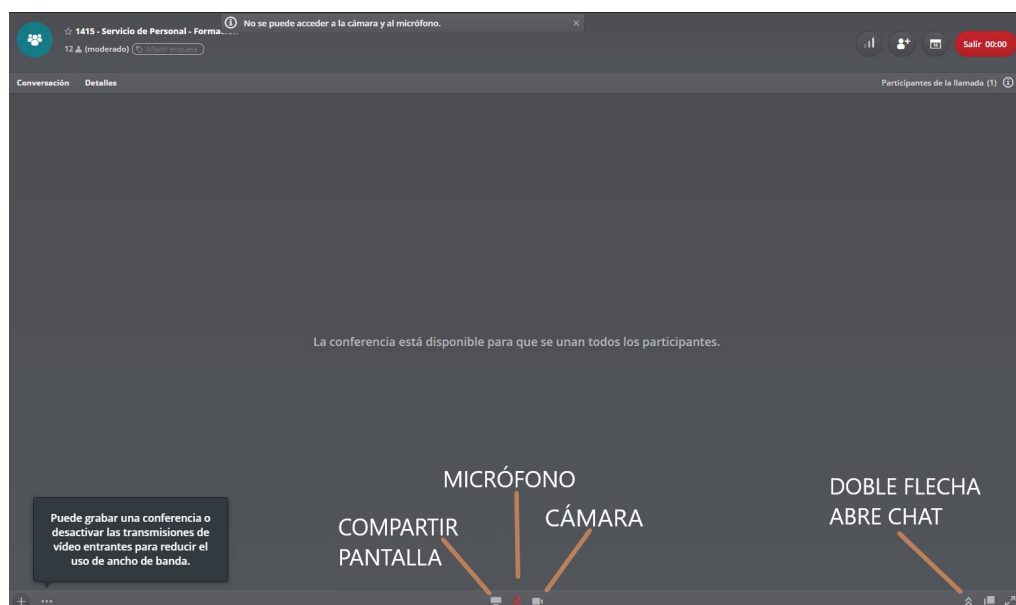 No se puede acceder a la cámara y al micrófono.
1415 - Servicio de Personal - Forma...
12 (moderado) Añadir etiqueta
Salir 00:00
Conversación Detalles
Participantes de la llamada (1)
La conferencia está disponible para que se unan todos los participantes.
MICRÓFONO
DOBLE FLECHA
ABRE CHAT
CÁMARA
COMPARTIR
PANTALLA
Puede grabar una conferencia o
desactivar las transmisiones de
vídeo entrantes para reducir el
uso de ancho de banda.